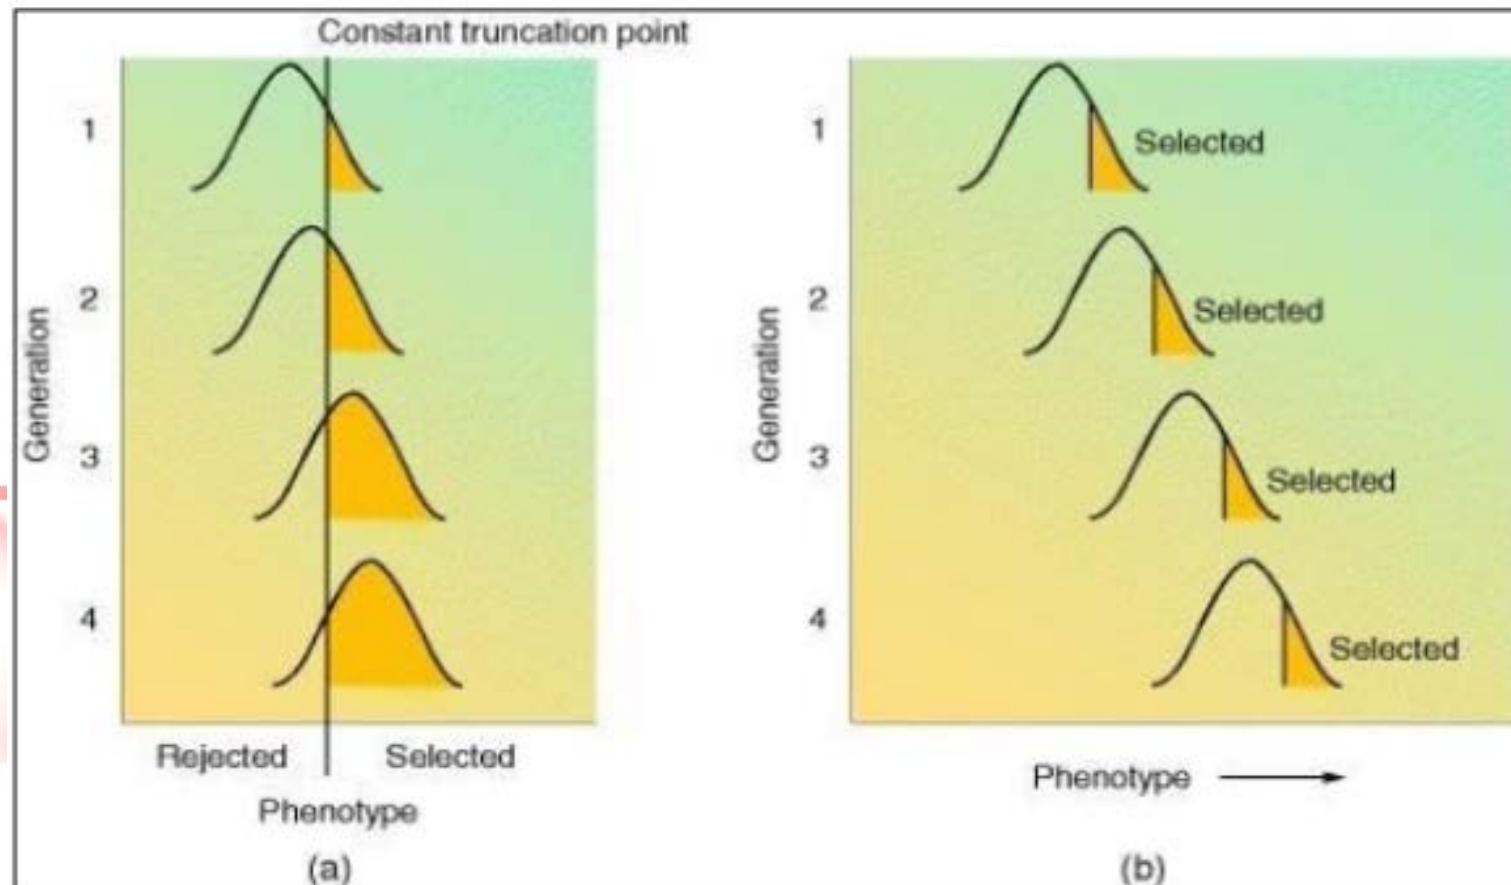 Constant truncation point
Generation
1
2
3
4
Rejected
Selected
Phenotype
(a)
Generation
1
Selected
2
Selected
3
Selected
4
Selected
Phenotype
(b)